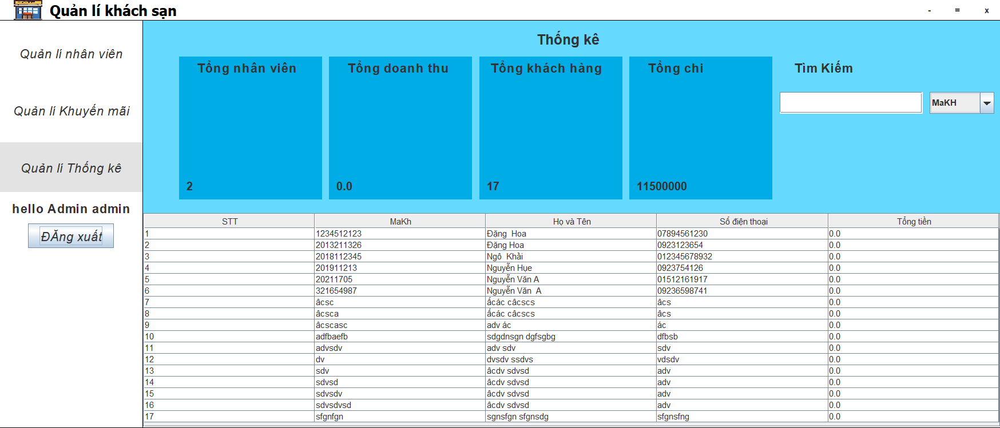 Quản lí khách sạn
- = x
Quản lí nhân viên
Quản lí Khuyến mãi
Quản lí Thống kê
hello Admin admin
ĐĂng xuất
Thống kê
Tổng nhân viên Tổng doanh thu Tổng khách hàng Tổng chi Tìm Kiếm
MaKH
2 0.0 17 11500000
STT MaKh Họ và Tên Số điện thoại Tổng tiền
1 1234512123 Đặng  Hoa 07894561230 0.0
2 2013211326 Đặng Hoa 0923123654 0.0
3 2018112345 Ngô  Khải 012345678932 0.0
4 201911213 Nguyễn Hụe 0923754126 0.0
5 20211705 Nguyễn Văn A 01512161917 0.0
6 321654987 Nguyễn Văn  A 09236598741 0.0
7 âcsc ấcác câcscs âcs 0.0
8 âcsca ấcác câcscs âcs 0.0
9 âcscasc adv ác ác 0.0
10 adfbaefb sdgdnsgn dgfsgbg dfbsb 0.0
11 advsdv adv sdv sdv 0.0
12 dv dvsdv ssdvs vdsdv 0.0
13 sdv âcdv sdvsd adv 0.0
14 sdvsd âcdv sdvsd adv 0.0
15 sdvsdv âcdv sdvsd adv 0.0
16 sdvsdvsd âcdv sdvsd adv 0.0
17 sfgnfgn sgnsfgn sfgnsdg sfgnsfng 0.0